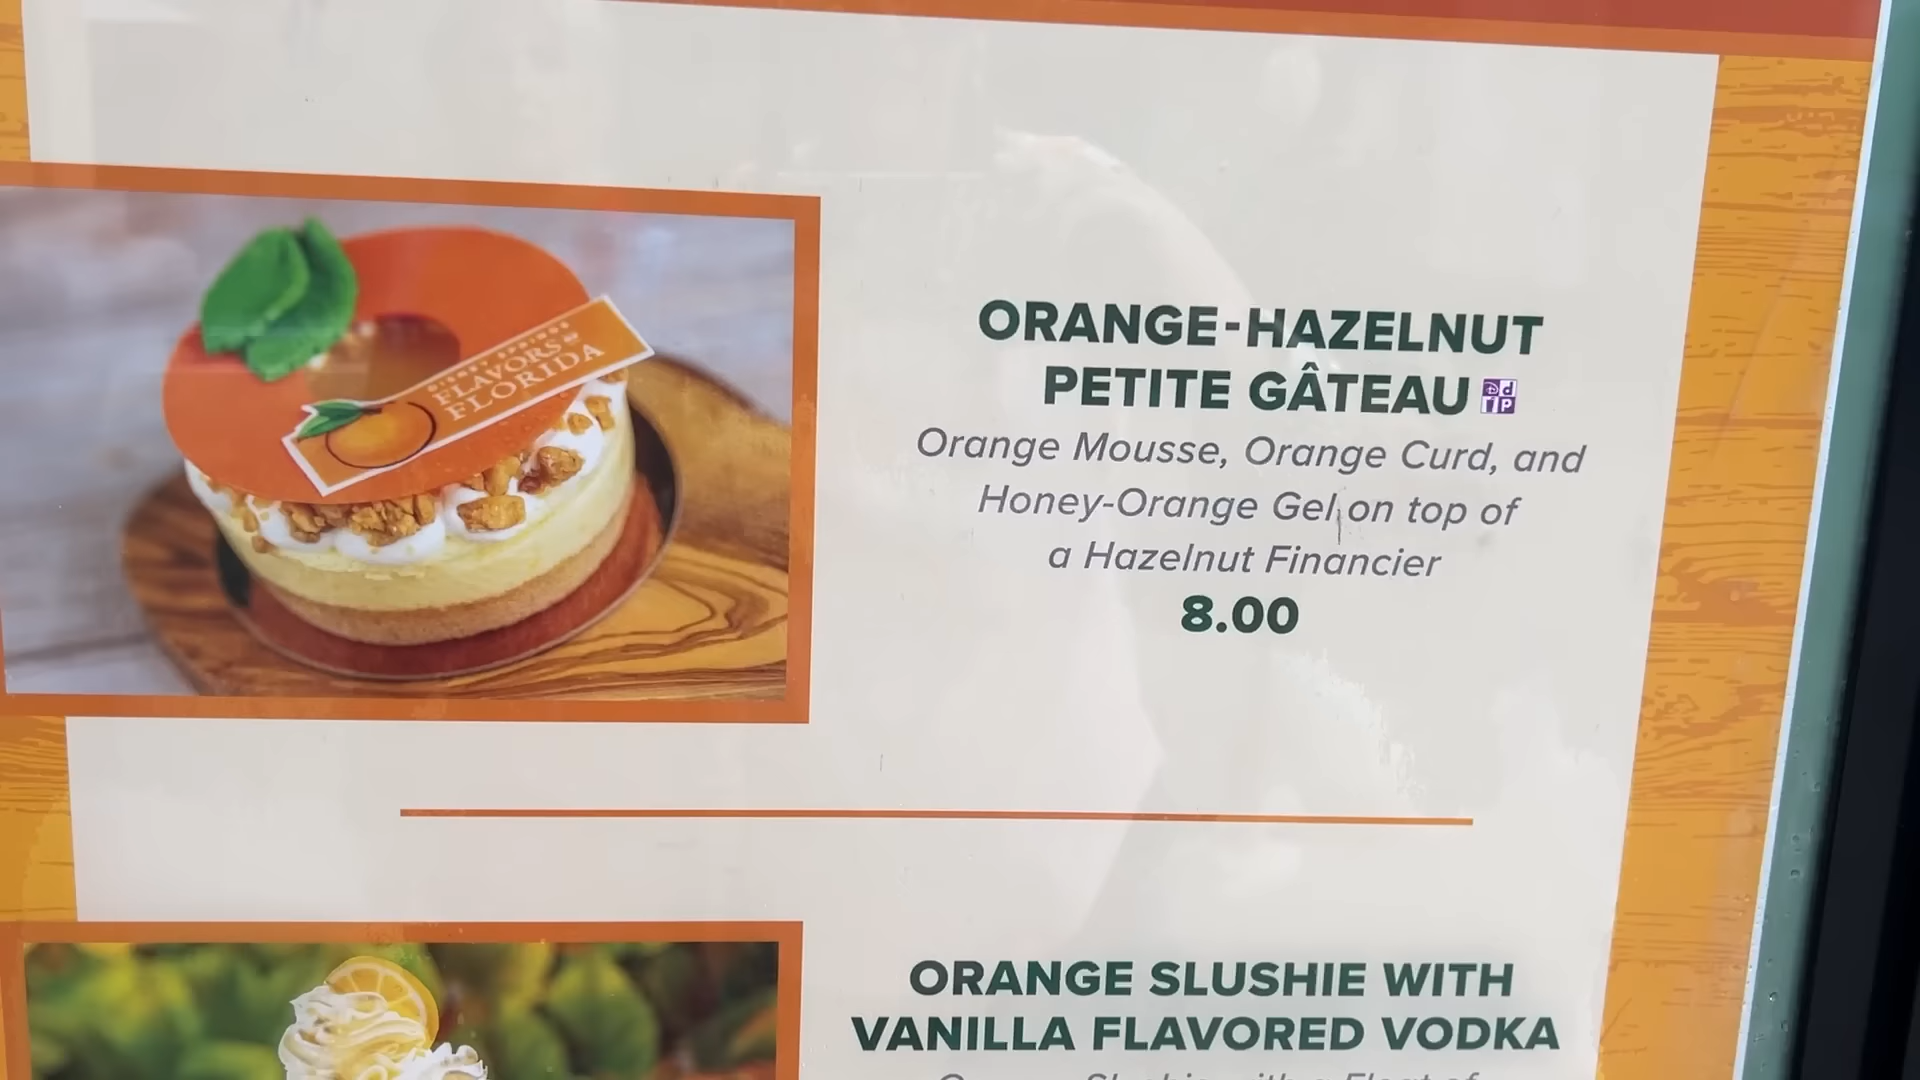 DISNEY SPRINGS
FLAVORS OF
FLORIDA
ORANGE-HAZELNUT
PETITE GÂTEAU
Orange Mousse, Orange Curd, and
Honey-Orange Gel on top of
a Hazelnut Financier
8.00
ORANGE SLUSHIE WITH
VANILLA FLAVORED VODKA